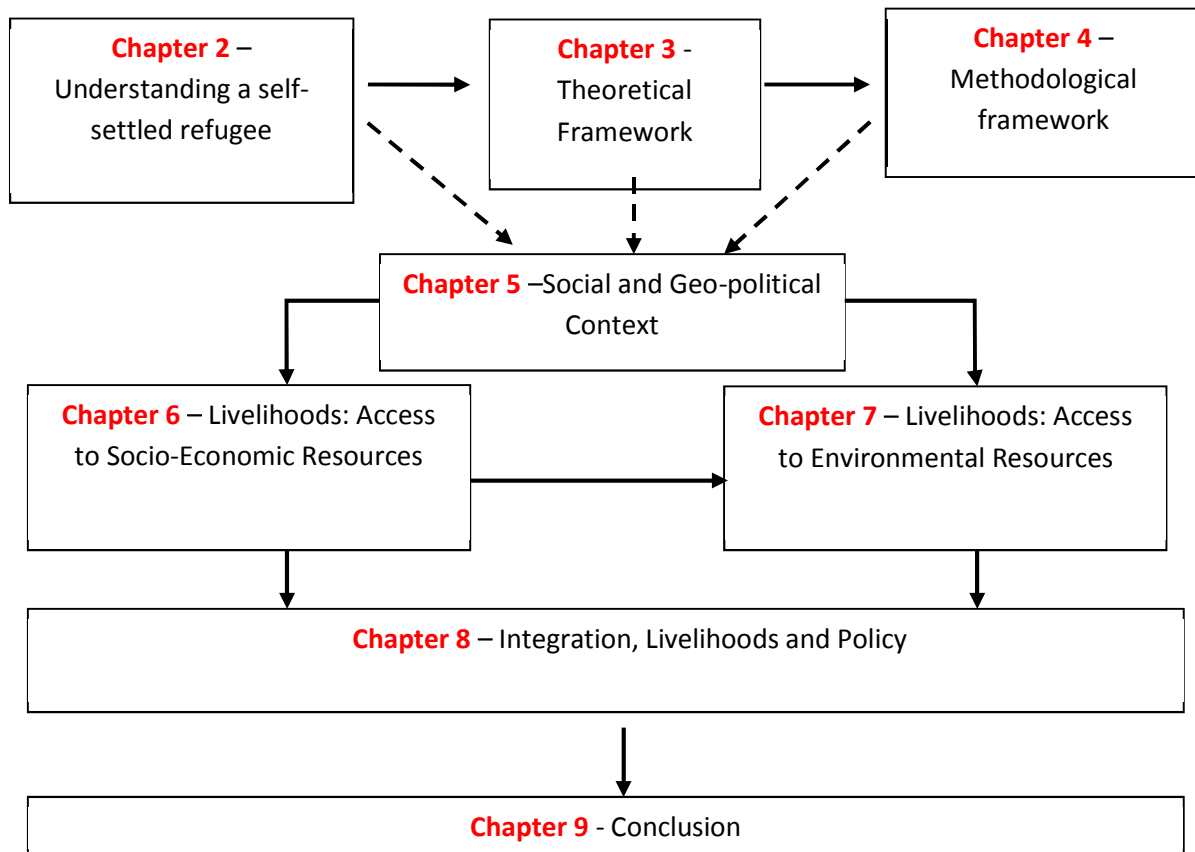 Chapter 2 –
Understanding a self-
settled refugee
Chapter 3 -
Theoretical
Framework
Chapter 4 –
Methodological
framework
Chapter 5 –Social and Geo-political
Context
Chapter 6 – Livelihoods: Access
to Socio-Economic Resources
Chapter 7 – Livelihoods: Access
to Environmental Resources
Chapter 8 – Integration, Livelihoods and Policy
Chapter 9 - Conclusion